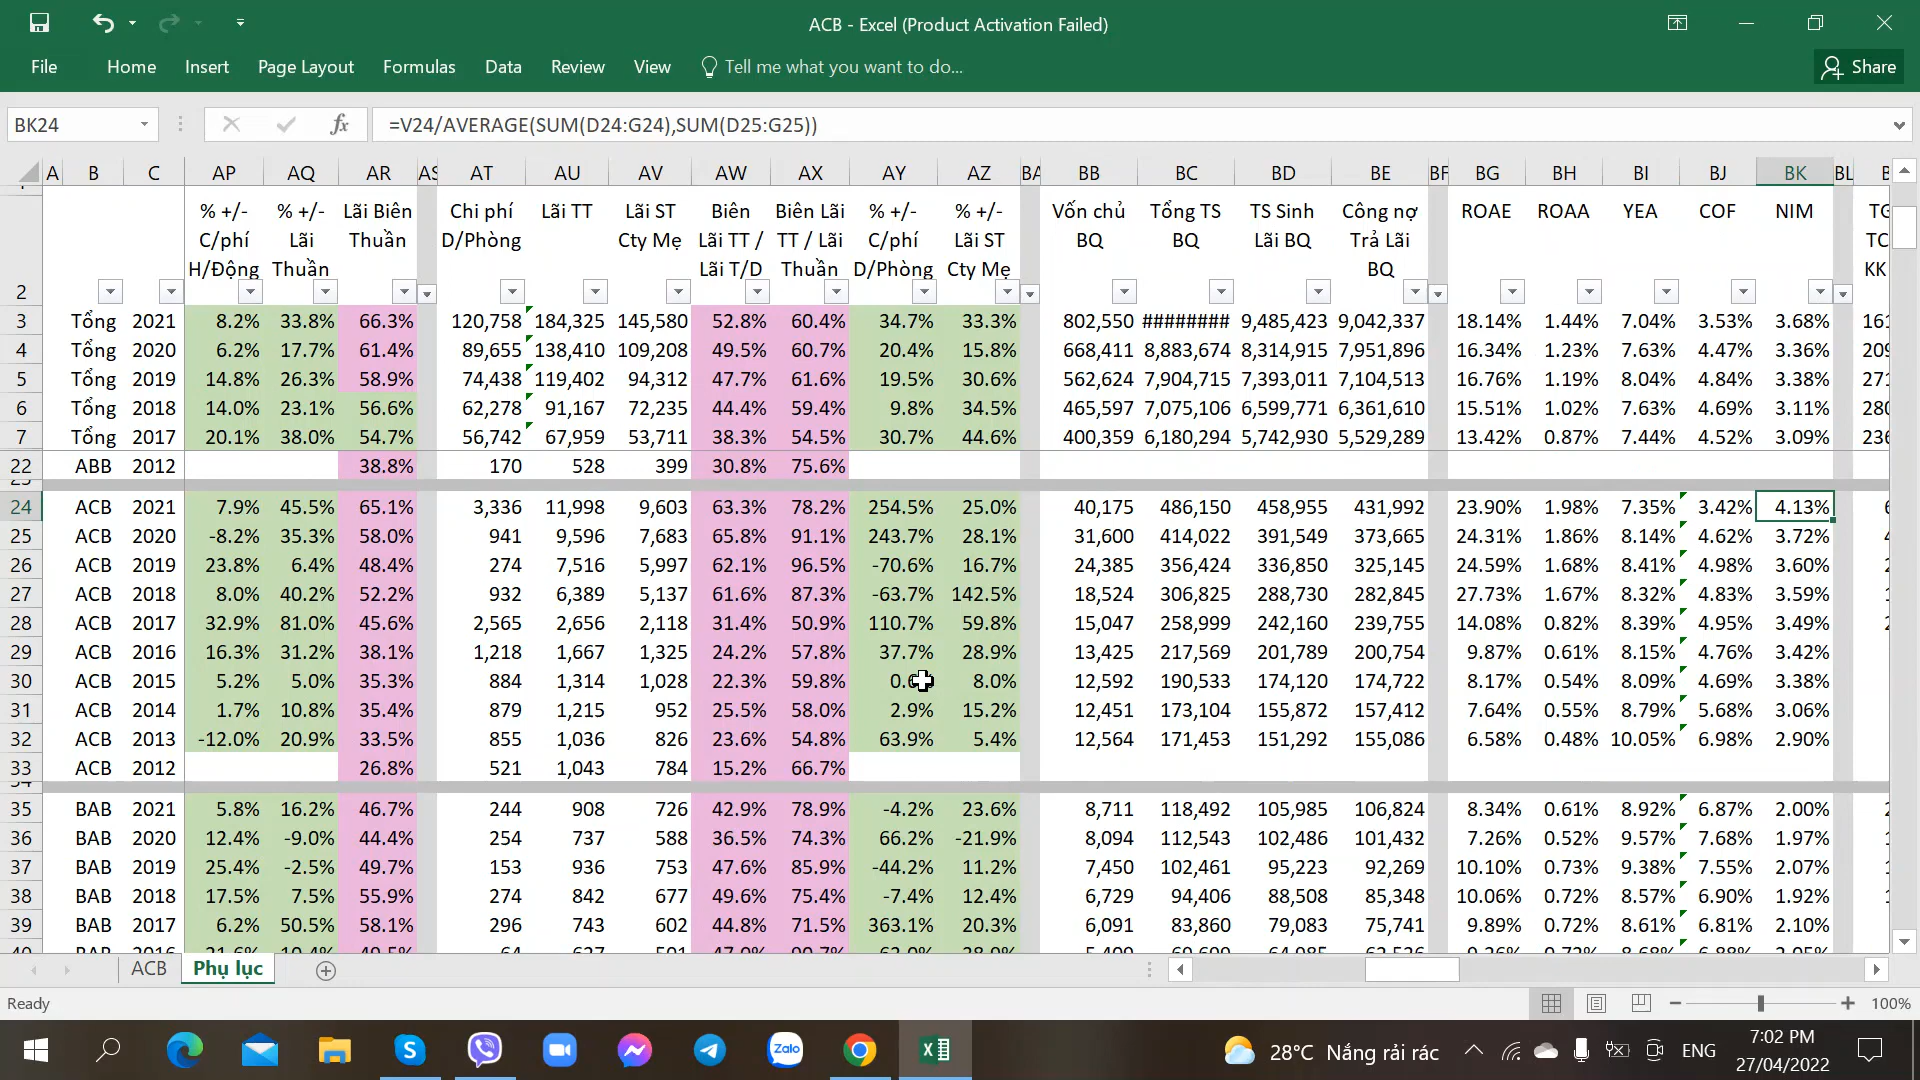 ACB - Excel (Product Activation Failed)
File Home Insert Page Layout Formulas Data Review View Tell me what you want to do... Share
BK24 fx =V24/AVERAGE(SUM(D24:G24),SUM(D25:G25))
A B C AP AQ AR AS AT AU AV AW AX AY AZ BA BB BC BD BE BF BG BH BI BJ BK BL
% +/- % +/- Lãi Biên Chi phí Lãi TT Lãi ST Biên Biên Lãi % +/- % +/- Vốn chủ Tổng TS TS Sinh Công nợ ROAE ROAA YEA COF NIM
C/phí Lãi Thuần D/Phòng Cty Mẹ Lãi TT / TT / Lãi C/phí Lãi ST BQ BQ Lãi BQ Trả Lãi TC
H/Động Thuần Lãi T/D Thuần D/Phòng Cty Mẹ BQ KK
2
3 Tổng 2021 8.2% 33.8% 66.3% 120,758 184,325 145,580 52.8% 60.4% 34.7% 33.3% 802,550 ######## 9,485,423 9,042,337 18.14% 1.44% 7.04% 3.53% 3.68% 161
4 Tổng 2020 6.2% 17.7% 61.4% 89,655 138,410 109,208 49.5% 60.7% 20.4% 15.8% 668,411 8,883,674 8,314,915 7,951,896 16.34% 1.23% 7.63% 4.47% 3.36% 209
5 Tổng 2019 14.8% 26.3% 58.9% 74,438 119,402 94,312 47.7% 61.6% 19.5% 30.6% 562,624 7,904,715 7,393,011 7,104,513 16.76% 1.19% 8.04% 4.84% 3.38% 271
6 Tổng 2018 14.0% 23.1% 56.6% 62,278 91,167 72,235 44.4% 59.4% 9.8% 34.5% 465,597 7,075,106 6,599,771 6,361,610 15.51% 1.02% 7.63% 4.69% 3.11% 280
7 Tổng 2017 20.1% 38.0% 54.7% 56,742 67,959 53,711 38.3% 54.5% 30.7% 44.6% 400,359 6,180,294 5,742,930 5,529,289 13.42% 0.87% 7.44% 4.52% 3.09% 236
22 ABB 2012 38.8% 170 528 399 30.8% 75.6%
24 ACB 2021 7.9% 45.5% 65.1% 3,336 11,998 9,603 63.3% 78.2% 254.5% 25.0% 40,175 486,150 458,955 431,992 23.90% 1.98% 7.35% 3.42% 4.13%
25 ACB 2020 -8.2% 35.3% 58.0% 941 9,596 7,683 65.8% 91.1% 243.7% 28.1% 31,600 414,022 391,549 373,665 24.31% 1.86% 8.14% 4.62% 3.72%
26 ACB 2019 23.8% 6.4% 48.4% 274 7,516 5,997 62.1% 96.5% -70.6% 16.7% 24,385 356,424 336,850 325,145 24.59% 1.68% 8.41% 4.98% 3.60%
27 ACB 2018 8.0% 40.2% 52.2% 932 6,389 5,137 61.6% 87.3% -63.7% 142.5% 18,524 306,825 288,730 282,845 27.73% 1.67% 8.32% 4.83% 3.59%
28 ACB 2017 32.9% 81.0% 45.6% 2,565 2,656 2,118 31.4% 50.9% 110.7% 59.8% 15,047 258,999 242,160 239,755 14.08% 0.82% 8.39% 4.95% 3.49%
29 ACB 2016 16.3% 31.2% 38.1% 1,218 1,667 1,325 24.2% 57.8% 37.7% 28.9% 13,425 217,569 201,789 200,754 9.87% 0.61% 8.15% 4.76% 3.42%
30 ACB 2015 5.2% 5.0% 35.3% 884 1,314 1,028 22.3% 59.8% 8.0% 12,592 190,533 174,120 174,722 8.17% 0.54% 8.09% 4.69% 3.38%
31 ACB 2014 1.7% 10.8% 35.4% 879 1,215 952 25.5% 58.0% 2.9% 15.2% 12,451 173,104 155,872 157,412 7.64% 0.55% 8.79% 5.68% 3.06%
32 ACB 2013 -12.0% 20.9% 33.5% 855 1,036 826 23.6% 54.8% 63.9% 5.4% 12,564 171,453 151,292 155,086 6.58% 0.48% 10.05% 6.98% 2.90%
33 ACB 2012 26.8% 521 1,043 784 15.2% 66.7%
35 BAB 2021 5.8% 16.2% 46.7% 244 908 726 42.9% 78.9% -4.2% 23.6% 8,711 118,492 105,985 106,824 8.34% 0.61% 8.92% 6.87% 2.00%
36 BAB 2020 12.4% -9.0% 44.4% 254 737 588 36.5% 74.3% 66.2% -21.9% 8,094 112,543 102,486 101,432 7.26% 0.52% 9.57% 7.68% 1.97%
37 BAB 2019 25.4% -2.5% 49.7% 153 936 753 47.6% 85.9% -44.2% 11.2% 7,450 102,461 95,223 92,269 10.10% 0.73% 9.38% 7.55% 2.07%
38 BAB 2018 17.5% 7.5% 55.9% 274 842 677 49.6% 75.4% -7.4% 12.4% 6,729 94,406 88,508 85,348 10.06% 0.72% 8.57% 6.90% 1.92%
39 BAB 2017 6.2% 50.5% 58.1% 296 743 602 44.8% 71.5% 363.1% 20.3% 6,091 83,860 79,083 75,741 9.89% 0.72% 8.61% 6.81% 2.10%
ACB Phụ lục
Ready 100%
Zalo 28°C Nắng rải rác ENG 7:02 PM
27/04/2022